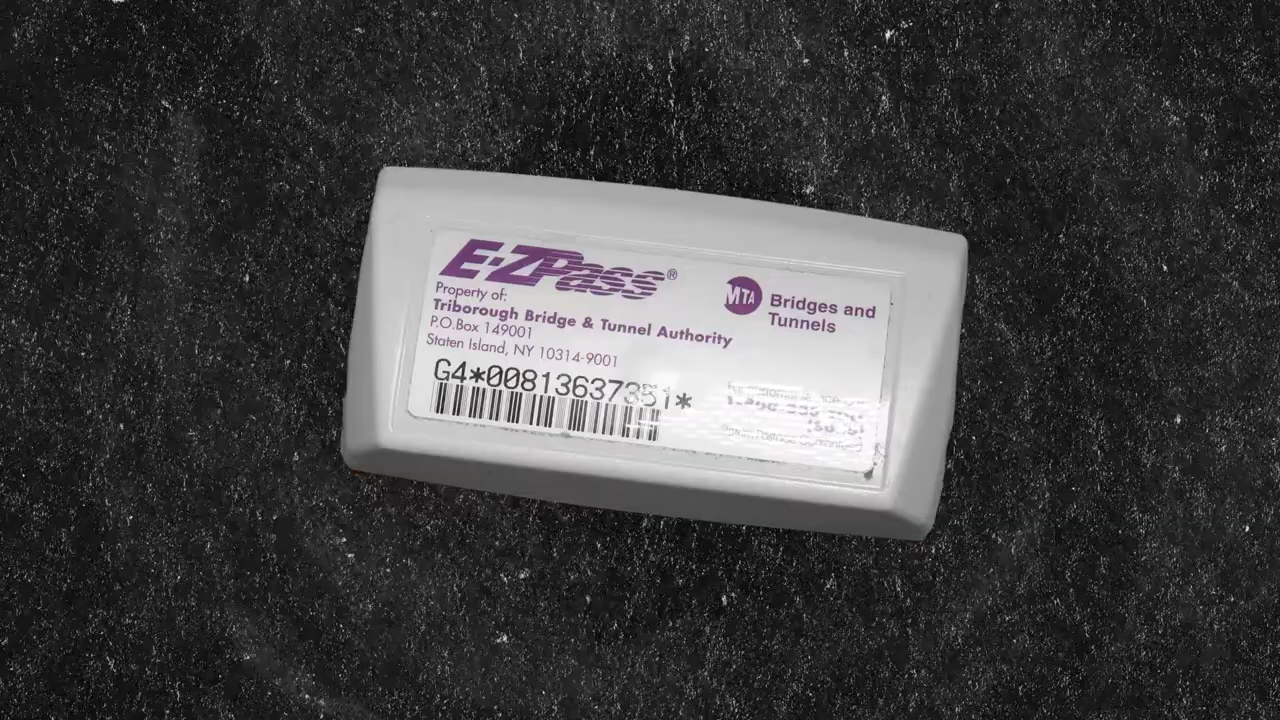 E-ZPass®
Property of:
Triborough Bridge & Tunnel Authority
P.O.Box 149001
Staten Island, NY 10314-9001
G4*00813637351*
MTA
Bridges and
Tunnels